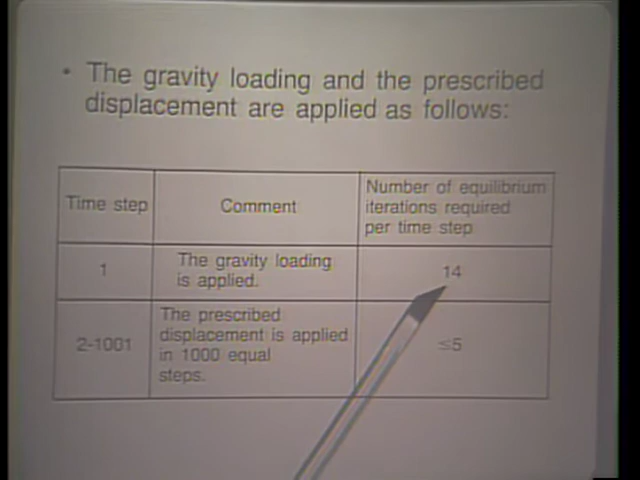 • The gravity loading and the prescribed
displacement are applied as follows:
Time step
Comment
Number of equilibrium
iterations required
per time step
1
The gravity loading
is applied.
14
2-1001
The prescribed
displacement is applied
in 1000 equal
steps.
≤5